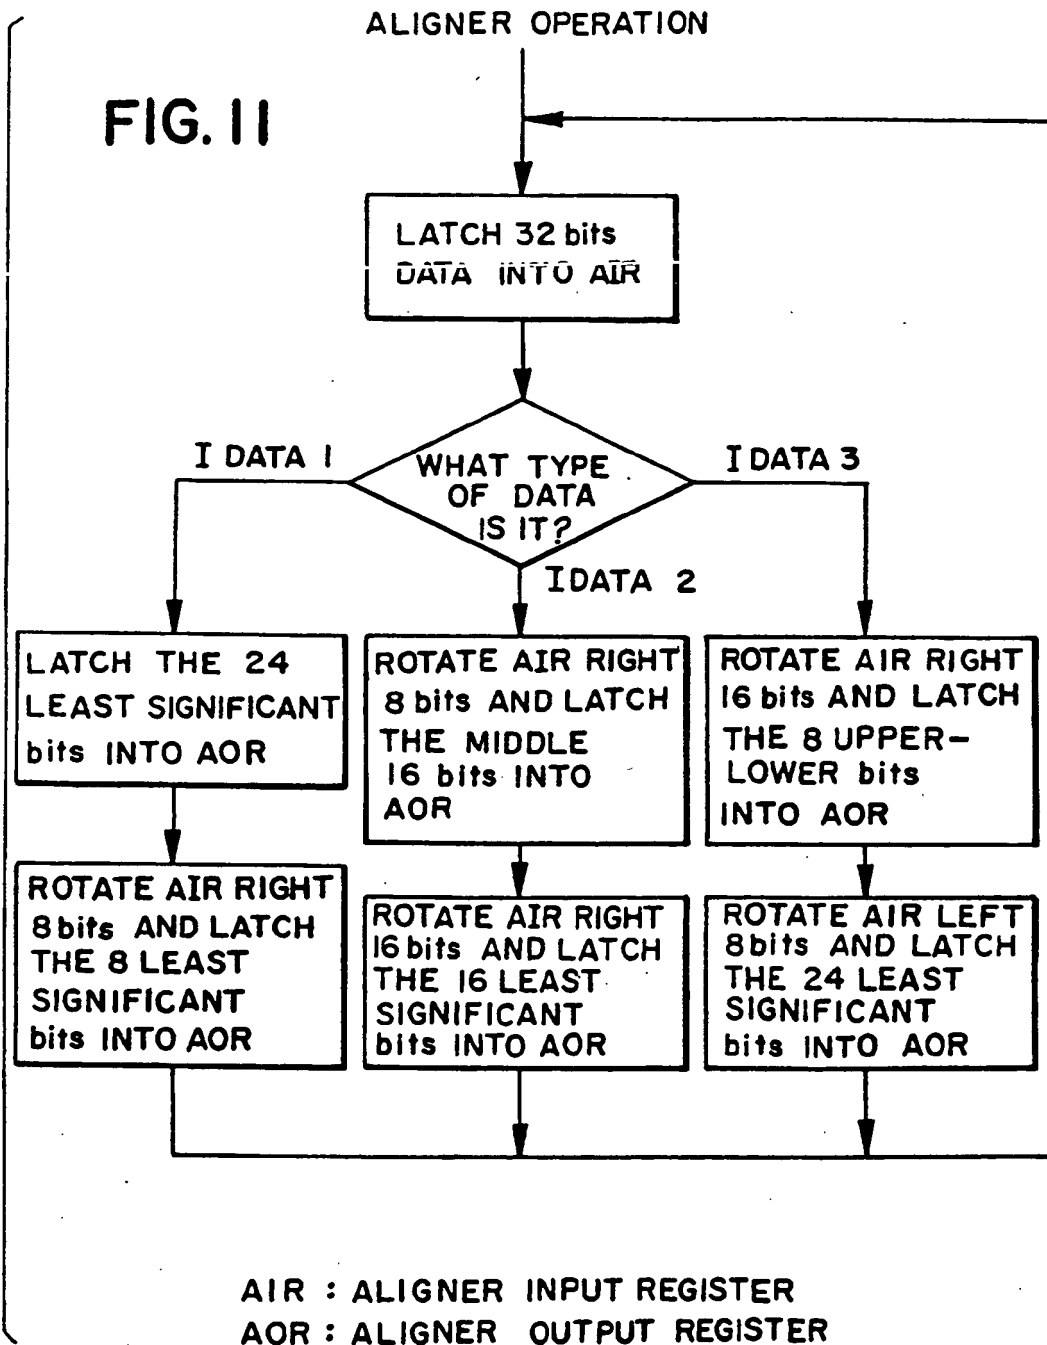 ALIGNER OPERATION
FIG. 11
LATCH 32 bits
DATA INTO AIR
WHAT TYPE
OF DATA
IS IT?
I DATA 1
I DATA 2
I DATA 3
LATCH THE 24
LEAST SIGNIFICANT
bits INTO AOR
ROTATE AIR RIGHT
8 bits AND LATCH
THE 8 LEAST
SIGNIFICANT
bits INTO AOR
ROTATE AIR RIGHT
8 bits AND LATCH
THE MIDDLE
16 bits INTO
AOR
ROTATE AIR RIGHT
16 bits AND LATCH
THE 16 LEAST
SIGNIFICANT
bits INTO AOR
ROTATE AIR RIGHT
16 bits AND LATCH
THE 8 UPPER-
LOWER bits
INTO AOR
ROTATE AIR LEFT
8 bits AND LATCH
THE 24 LEAST
SIGNIFICANT
bits INTO AOR
AIR : ALIGNER INPUT REGISTER
AOR : ALIGNER OUTPUT REGISTER